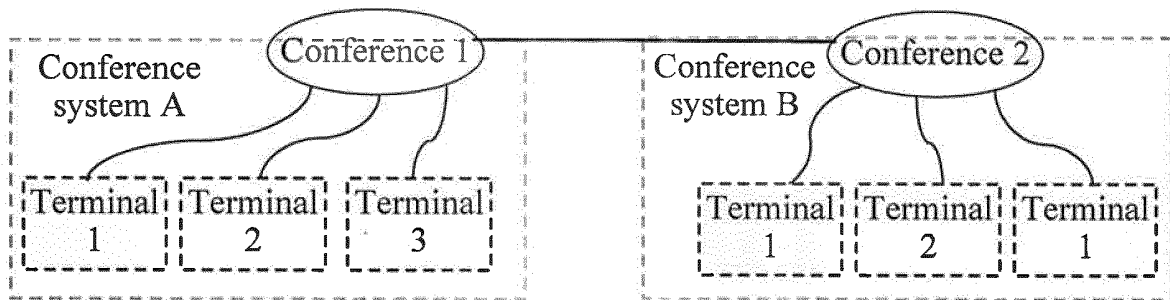 Conference 1
Conference
system A
Terminal
1
Terminal
2
Terminal
3
Conference 2
Conference
system B
Terminal
1
Terminal
2
Terminal
1